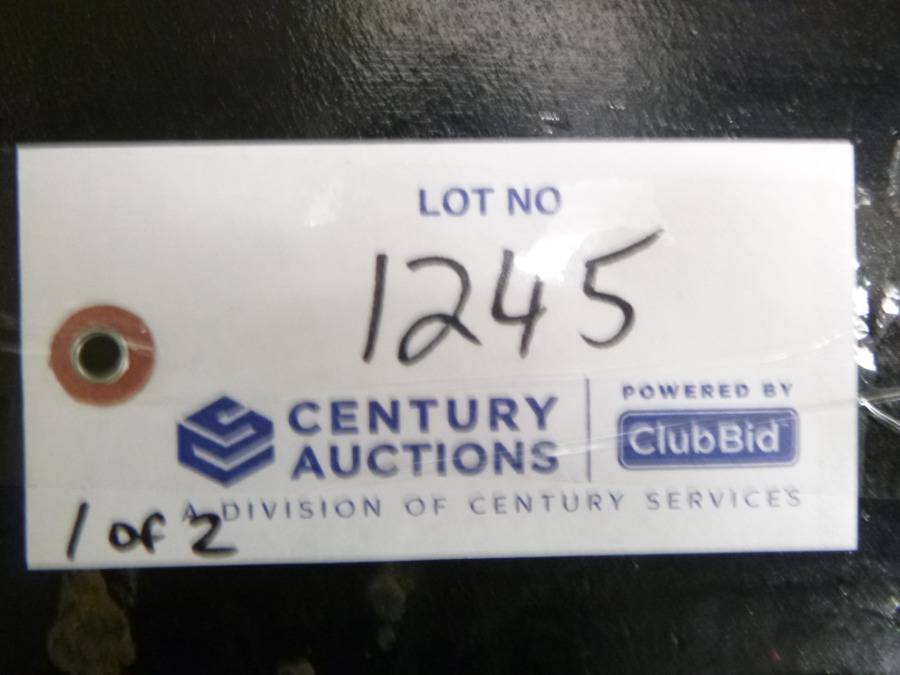 LOT NO
1245
CENTURY
AUCTIONS
POWERED BY
ClubBid
A DIVISION OF CENTURY SERVICES
1 of 2